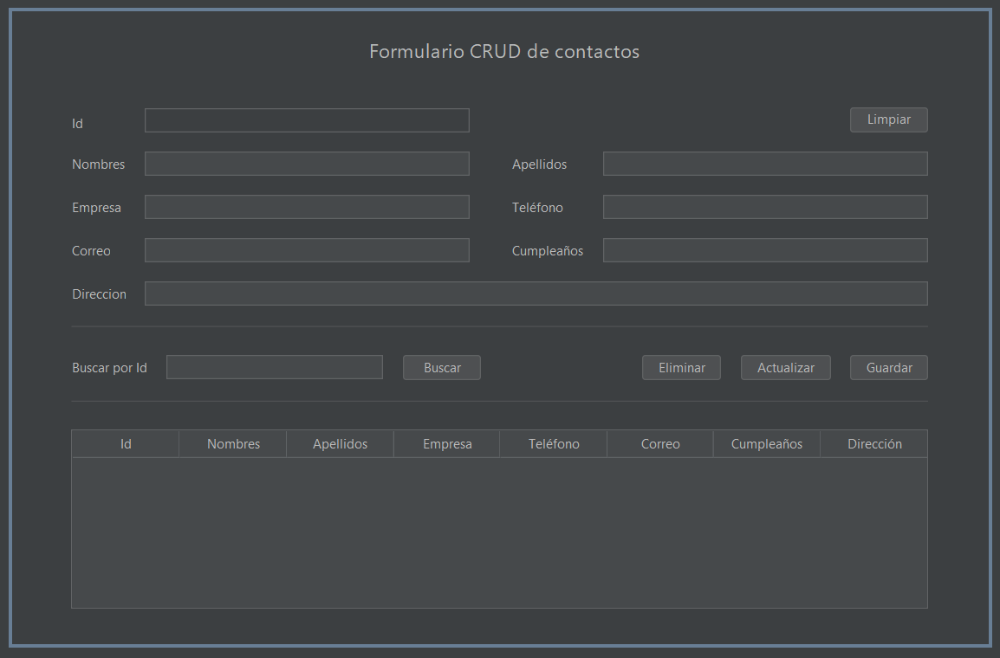 Formulario CRUD de contactos
Id
Limpiar
Nombres
Apellidos
Empresa
Teléfono
Correo
Cumpleaños
Direccion
Buscar por Id
Buscar
Eliminar
Actualizar
Guardar
Id Nombres Apellidos Empresa Teléfono Correo Cumpleaños Dirección